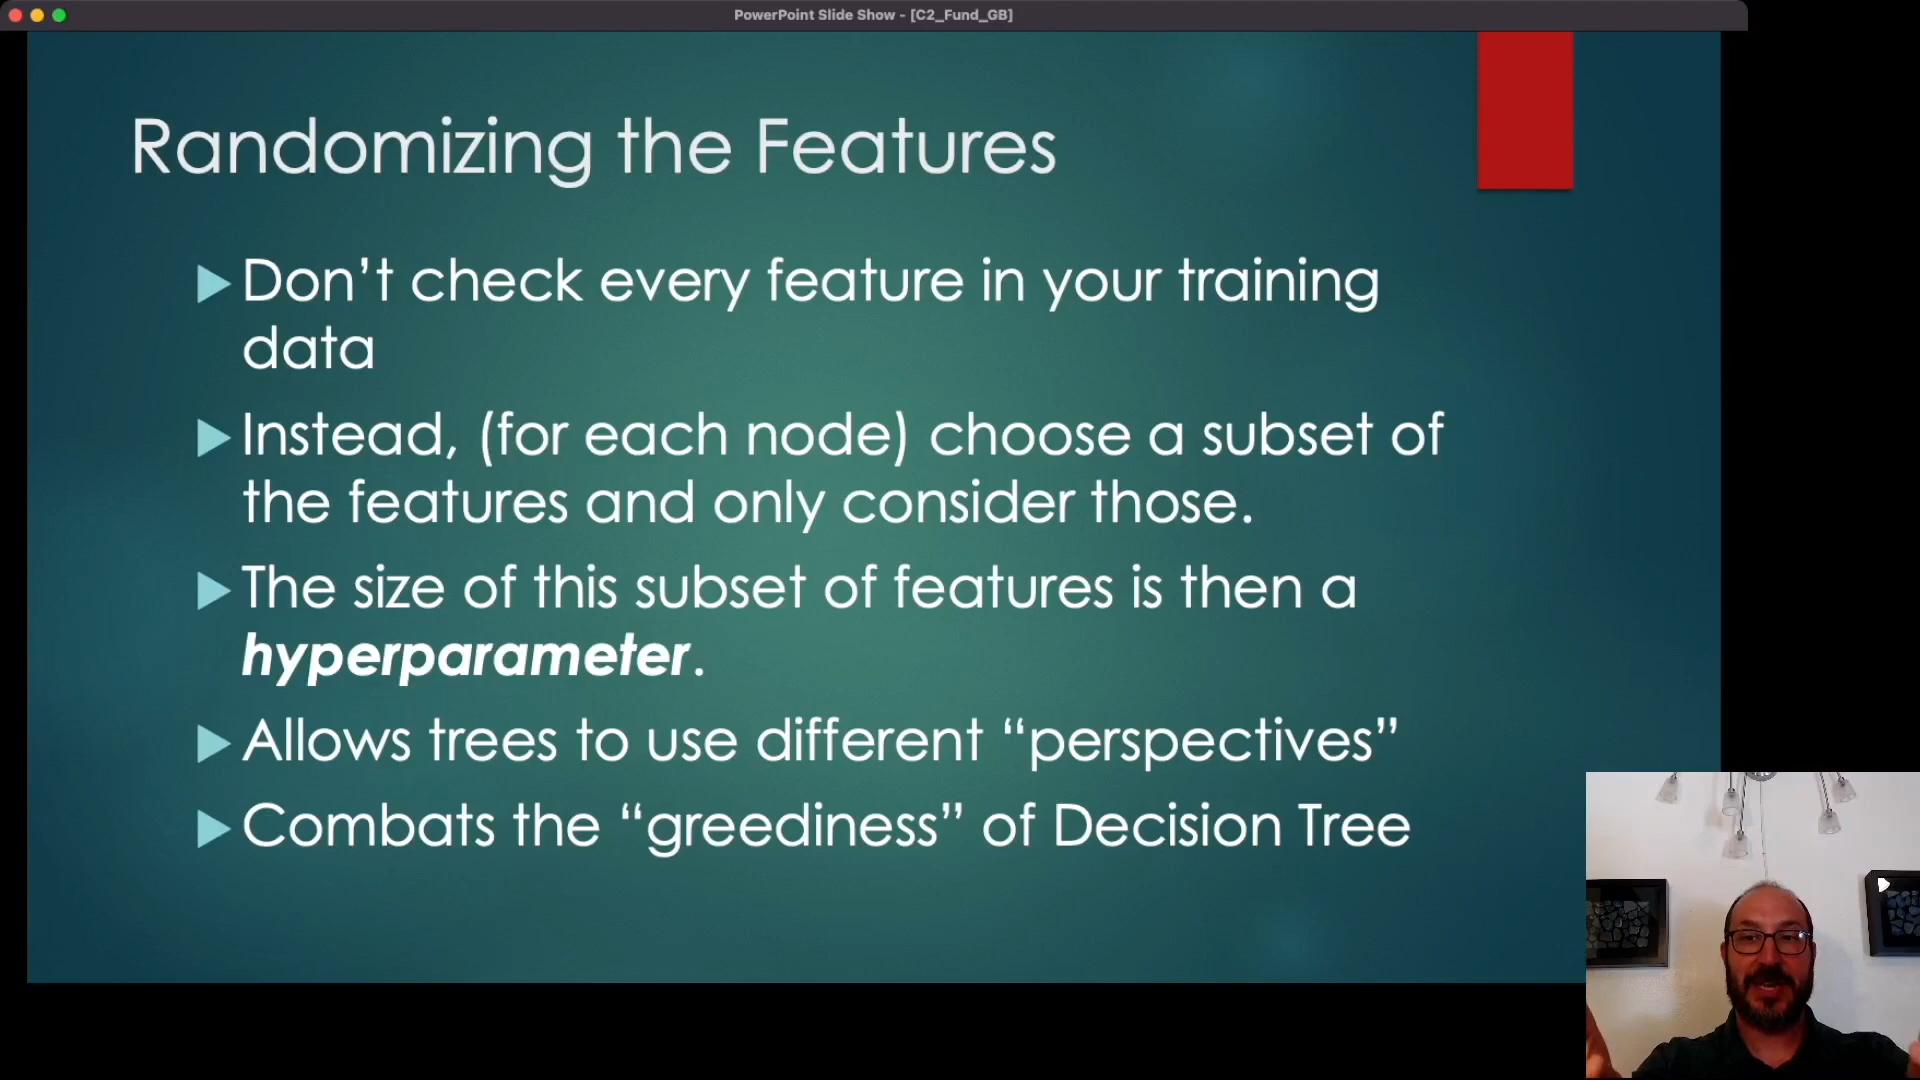 PowerPoint Slide Show - [C2_Fund_GB]
Randomizing the Features
Don’t check every feature in your training
data
Instead, (for each node) choose a subset of
the features and only consider those.
The size of this subset of features is then a
hyperparameter.
Allows trees to use different “perspectives”
Combats the “greediness” of Decision Tree